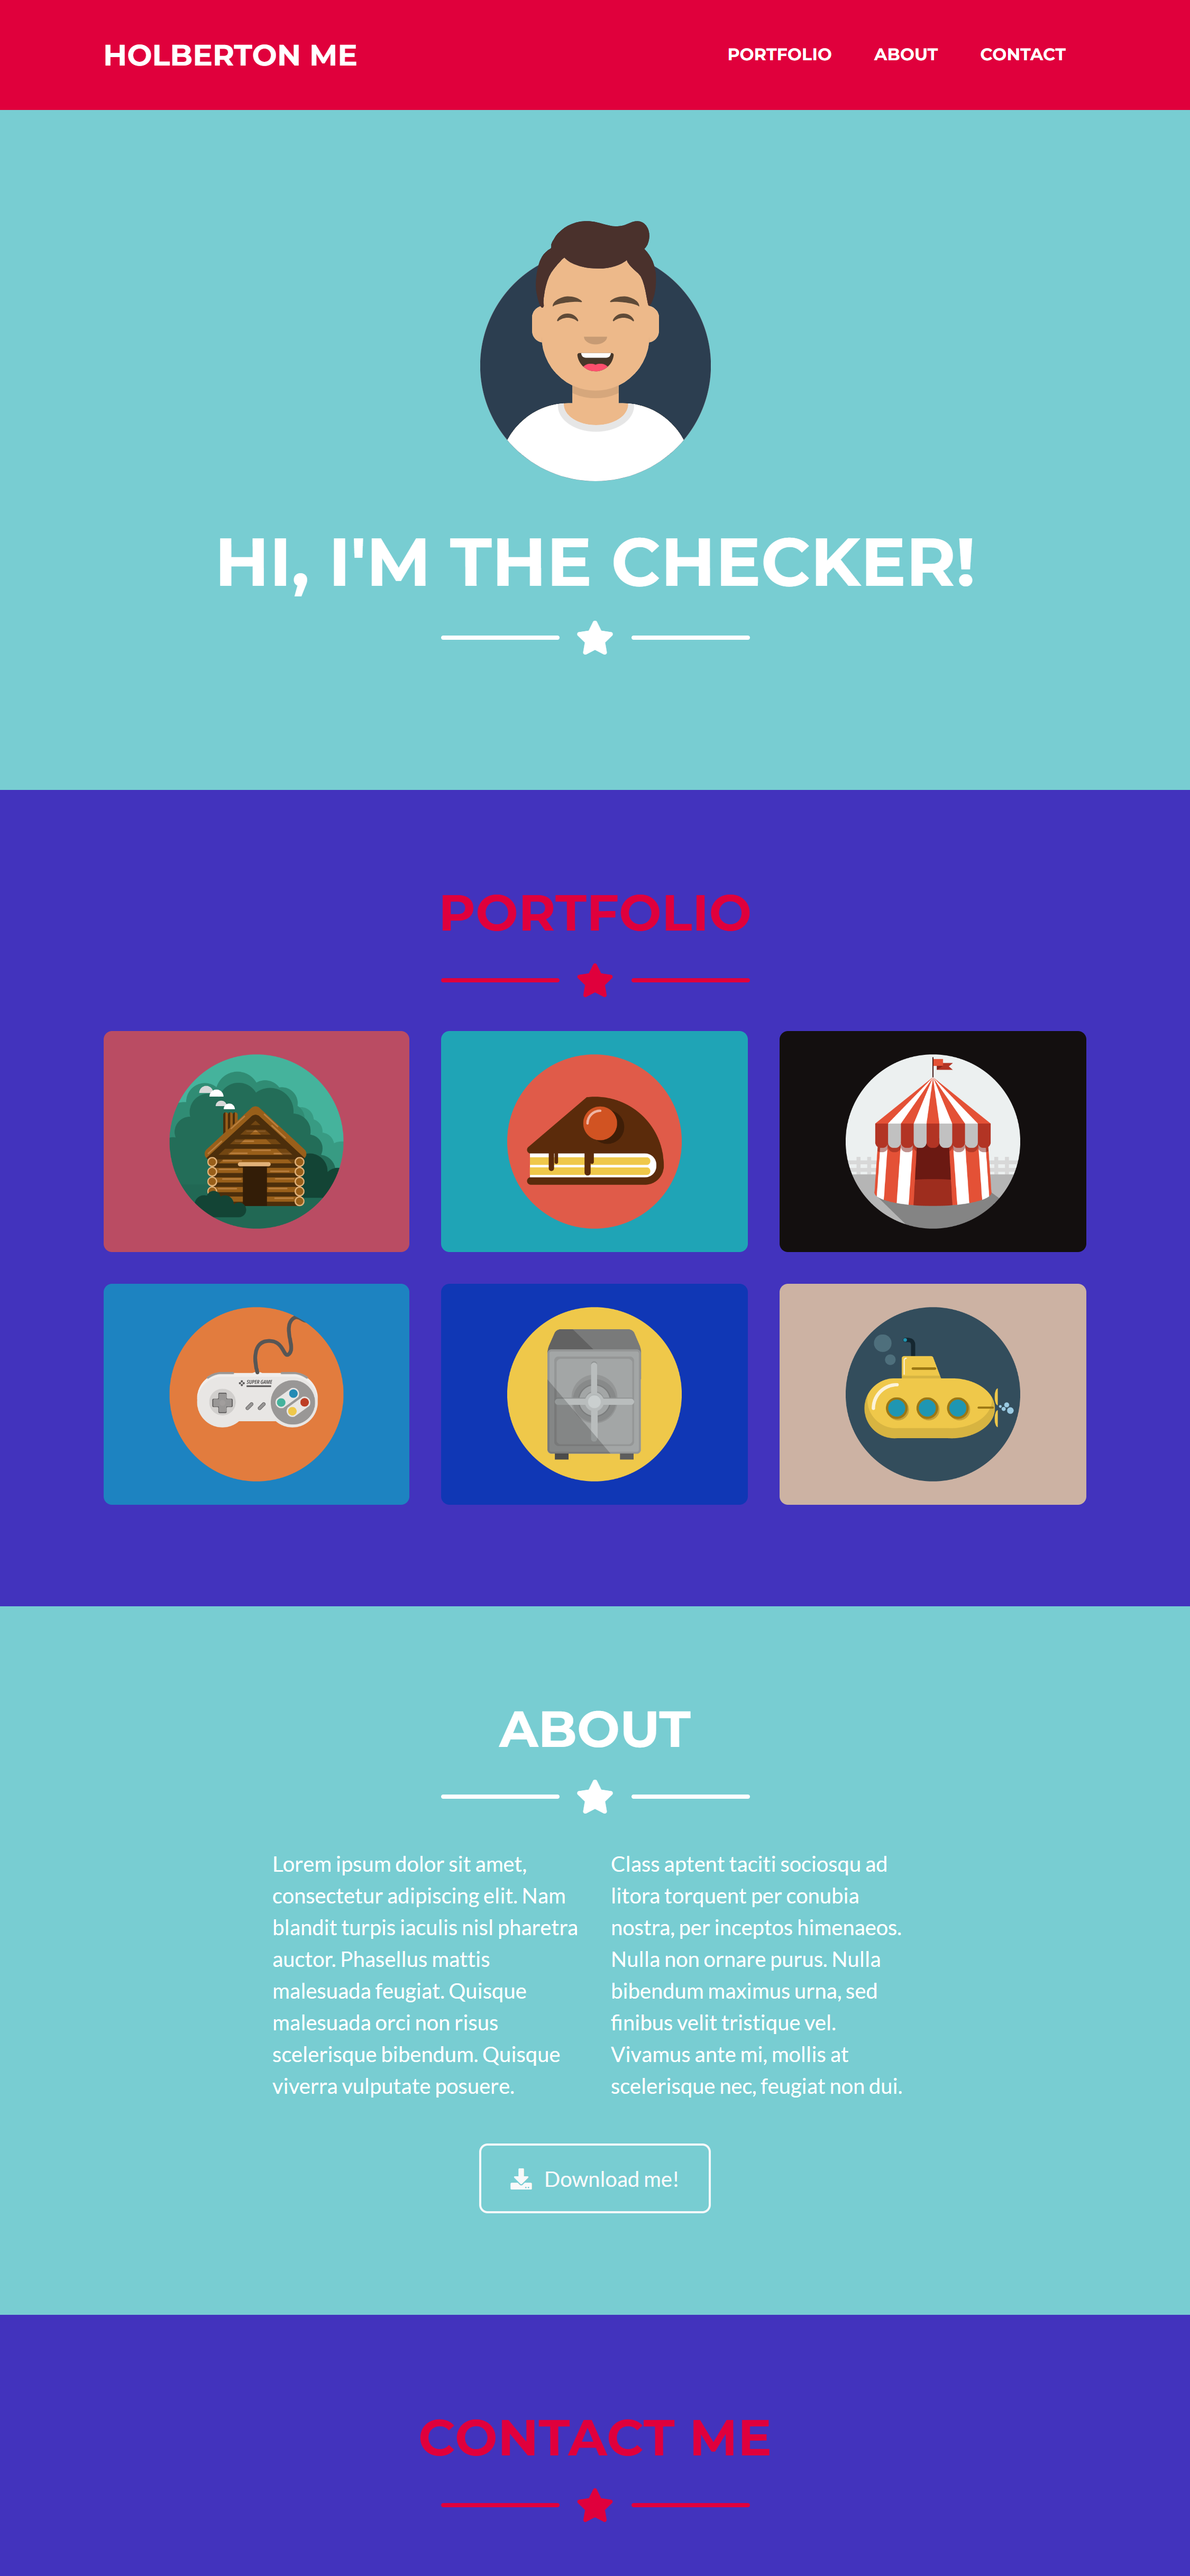 HOLBERTON ME
PORTFOLIO ABOUT CONTACT
HI, I'M THE CHECKER!
PORTFOLIO
SUPER GAME
ABOUT
Lorem ipsum dolor sit amet,
consectetur adipiscing elit. Nam
blandit turpis iaculis nisl pharetra
auctor. Phasellus mattis
malesuada feugiat. Quisque
malesuada orci non risus
scelerisque bibendum. Quisque
viverra vulputate posuere.
Class aptent taciti sociosqu ad
litora torquent per conubia
nostra, per inceptos himenaeos.
Nulla non ornare purus. Nulla
bibendum maximus urna, sed
finibus velit tristique vel.
Vivamus ante mi, mollis at
scelerisque nec, feugiat non dui.
Download me!
CONTACT ME